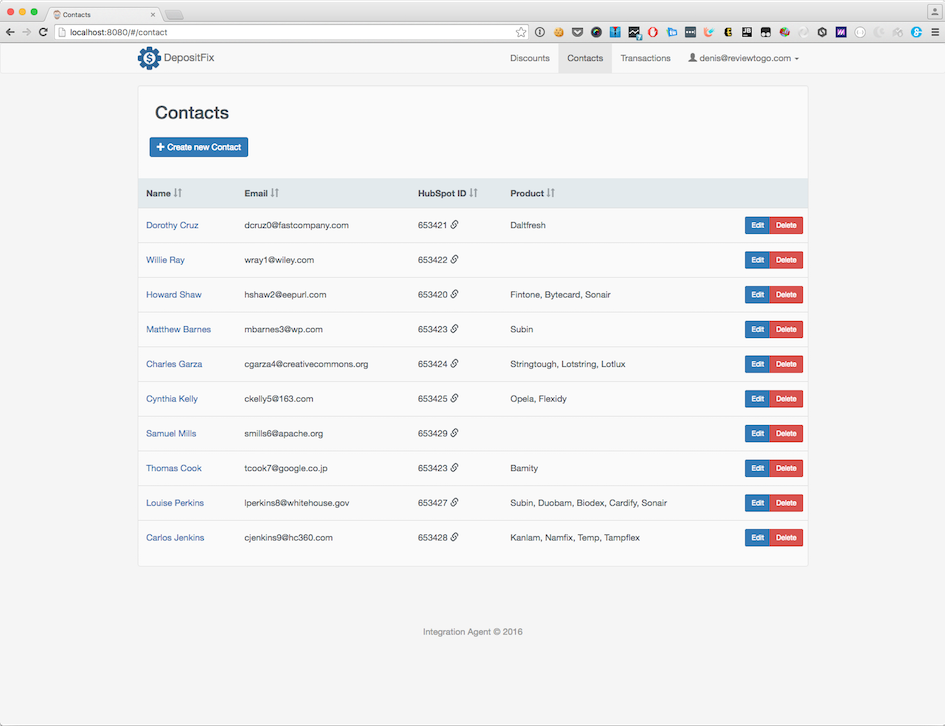 Contacts
localhost:8080/#/contact
DepositFix Discounts Contacts Transactions denis@reviewtogo.com
Contacts
Create new Contact
Name Email HubSpot ID Product
Dorothy Cruz dcruz0@fastcompany.com 653421 Daltfresh Edit Delete
Willie Ray wray1@wiley.com 653422 Edit Delete
Howard Shaw hshaw2@eepurl.com 653420 Fintone, Bytecard, Sonair Edit Delete
Matthew Barnes mbarnes3@wp.com 653423 Subin Edit Delete
Charles Garza cgarza4@creativecommons.org 653424 Stringtough, Lotstring, Lotlux Edit Delete
Cynthia Kelly ckelly5@163.com 653425 Opela, Flexidy Edit Delete
Samuel Mills smills6@apache.org 653429 Edit Delete
Thomas Cook tcook7@google.co.jp 653423 Bamity Edit Delete
Louise Perkins lperkins8@whitehouse.gov 653427 Subin, Duobam, Biodex, Cardify, Sonair Edit Delete
Carlos Jenkins cjenkins9@hc360.com 653428 Kanlam, Namfix, Temp, Tampflex Edit Delete
Integration Agent © 2016